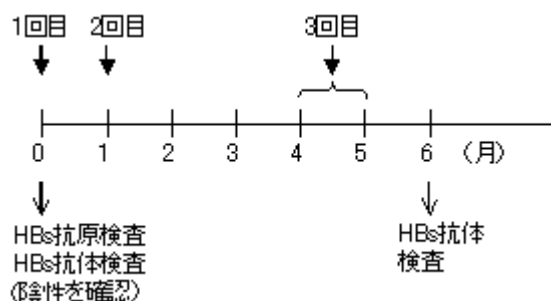 1回目 2回目 3回目
0 1 2 3 4 5 6 (月)
HBs抗原検査
HBs抗体検査
(陰性を確認)
HBs抗体
検査